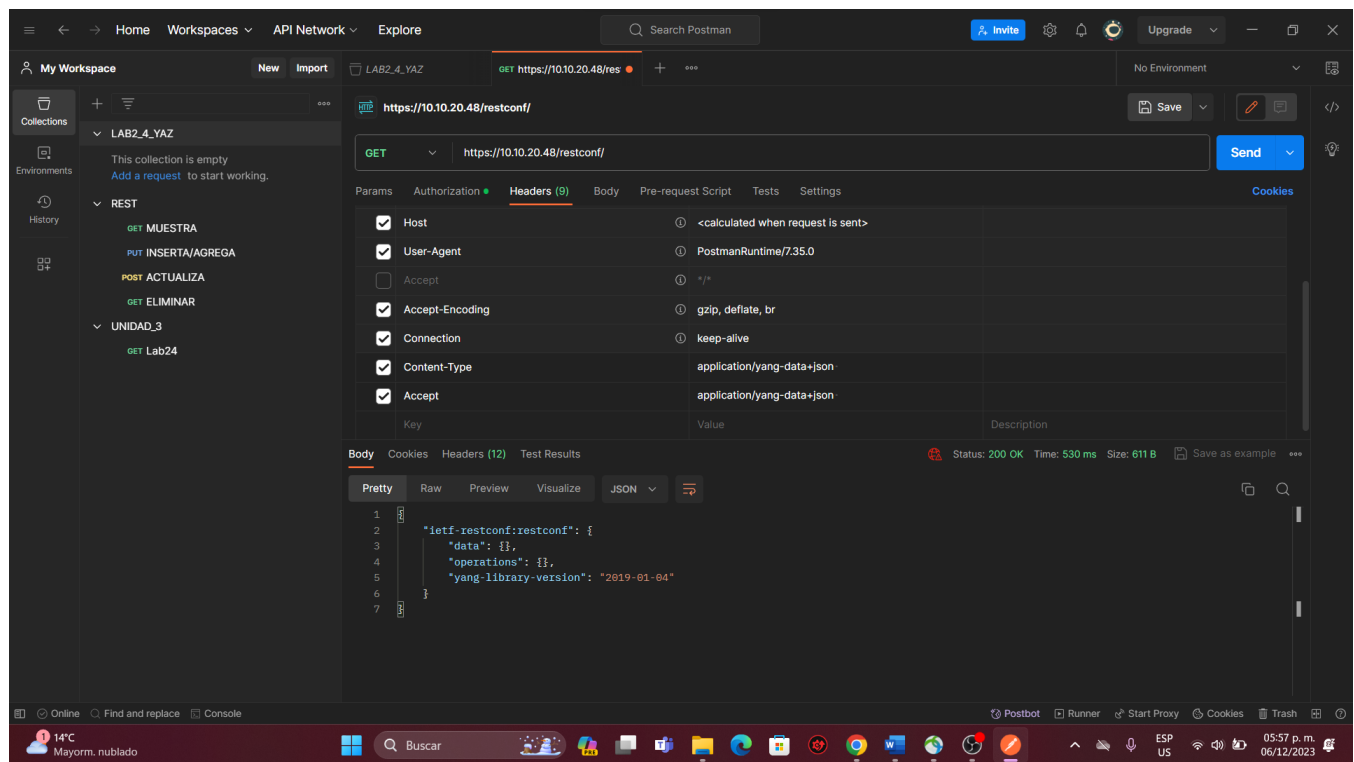 Home Workspaces API Network Explore Search Postman Invite Upgrade
My Workspace New Import LAB2_4_YAZ GET https://10.10.20.48/res No Environment
Collections
Environments
History
LAB2_4_YAZ
This collection is empty
Add a request to start working.
REST
GET MUESTRA
PUT INSERTA/AGREGA
POST ACTUALIZA
GET ELIMINAR
UNIDAD_3
GET Lab24
HTTP https://10.10.20.48/restconf/ Save
GET https://10.10.20.48/restconf/ Send
Params Authorization Headers (9) Body Pre-request Script Tests Settings Cookies
Host <calculated when request is sent>
User-Agent PostmanRuntime/7.35.0
Accept */*
Accept-Encoding gzip, deflate, br
Connection keep-alive
Content-Type application/yang-data+json
Accept application/yang-data+json
Key Value Description
Body Cookies Headers (12) Test Results Status: 200 OK Time: 530 ms Size: 611 B Save as example
Pretty Raw Preview Visualize JSON
1 {
2 "ietf-restconf:restconf": {
3 "data": {},
4 "operations": {},
5 "yang-library-version": "2019-01-04"
6 }
7 }
Online Find and replace Console Postbot Runner Start Proxy Cookies Trash
1 14°C
Mayorm. nublado
Buscar
PRE
ESP
US
05:57 p. m.
06/12/2023